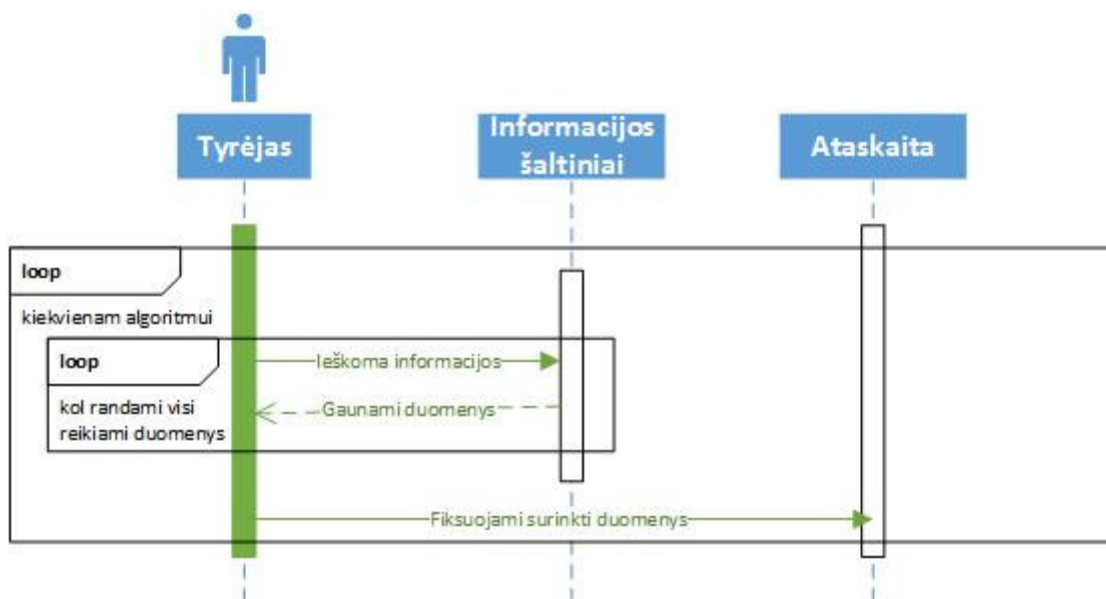 Tyrėjas
Informacijos
šaltiniai
Ataskaita
loop
kiekvienam algoritmui
loop
Ieškoma informacijos
kol randami visi
reikiami duomenys
Gaunami duomenys
Fiksuojami surinkti duomenys